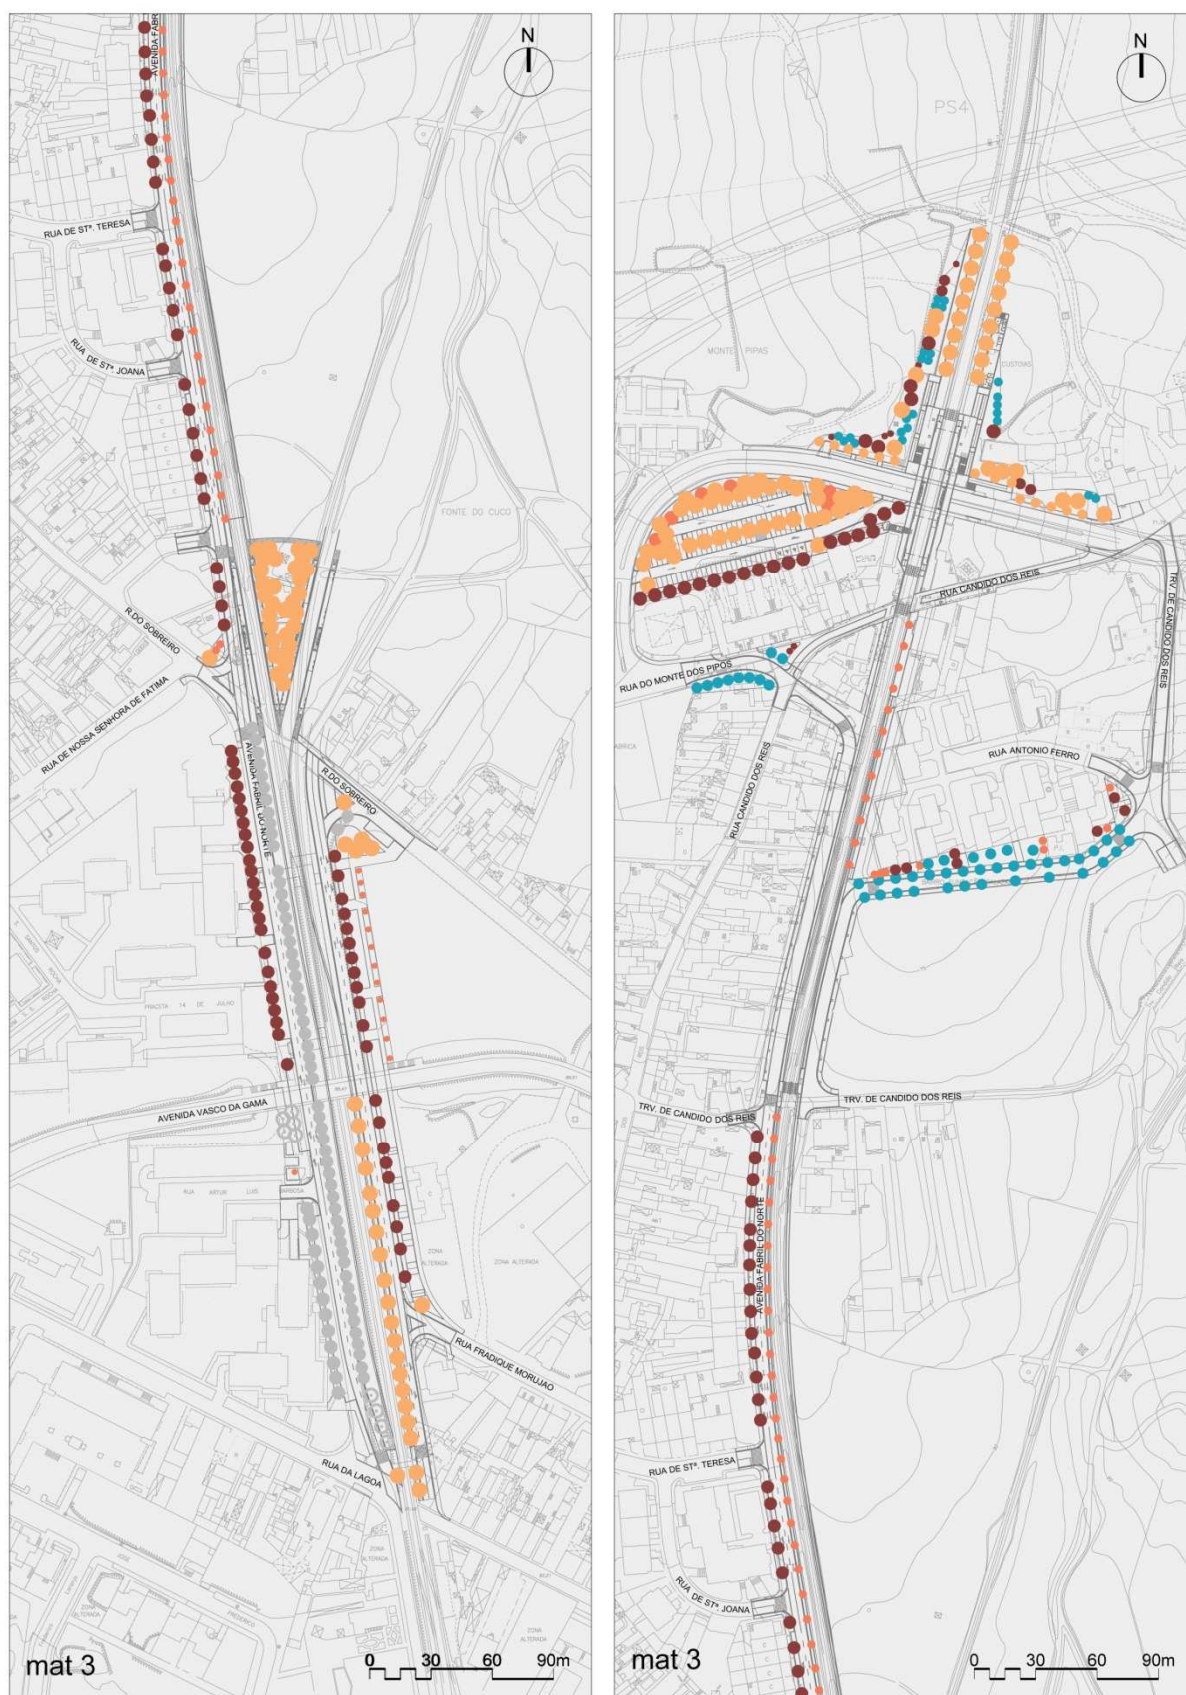 AVENIDA FABR
N
RUA DE STª. TERESA
RUA DE STª. JOANA
FONTE DO CUCO
R.DO SOBREIRO
RUA DE NOSSA SENHORA DE FATIMA
AVENIDA FABRIL DO NORTE
R.DO SOBREIRO
PRACETA 14 DE JULHO
AVENIDA VASCO DA GAMA
RUA ARTUR LUIS BARBOSA
ZONA ALTERADA
ZONA ALTERADA
RUA FRADIQUE MORUJAO
RUA DA LAGOA
ZONA ALTERADA
JOSE
FREDERICO
ZONA ALTERADA
ZONA ALTERADA
mat 3
0 30 60 90m
N
PS4
MONTE PIPAS
CUSTOIAS
RUA CANDIDO DOS REIS
TRV. DE CANDIDO DOS REIS
RUA DO MONTE DOS PIPOS
RUA CANDIDO DOS REIS
RUA ANTONIO FERRO
TRV. DE CANDIDO DOS REIS
TRV. DE CANDIDO DOS REIS
AVENIDA FABRIL DO NORTE
RUA DE STª. TERESA
RUA DE STª. JOANA
mat 3
0 30 60 90m